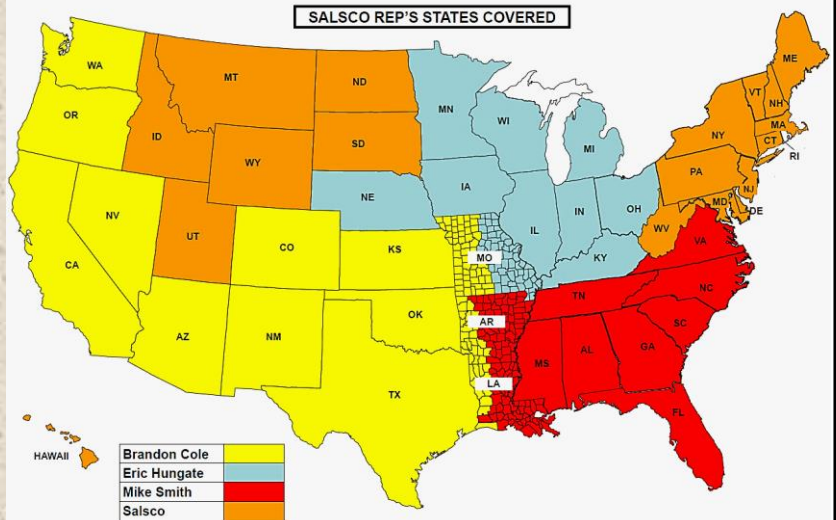 SALSCO REP'S STATES COVERED
WA
OR
CA
NV
ID
MT
WY
UT
AZ
CO
NM
ND
SD
NE
KS
OK
TX
MN
IA
MO
AR
LA
WI
IL
MI
IN
OH
KY
TN
MS
AL
GA
FL
SC
NC
VA
WV
PA
NY
VT
NH
ME
MA
CT
RI
NJ
MD
DE
HAWAII
Brandon Cole
Eric Hungate
Mike Smith
Salsco